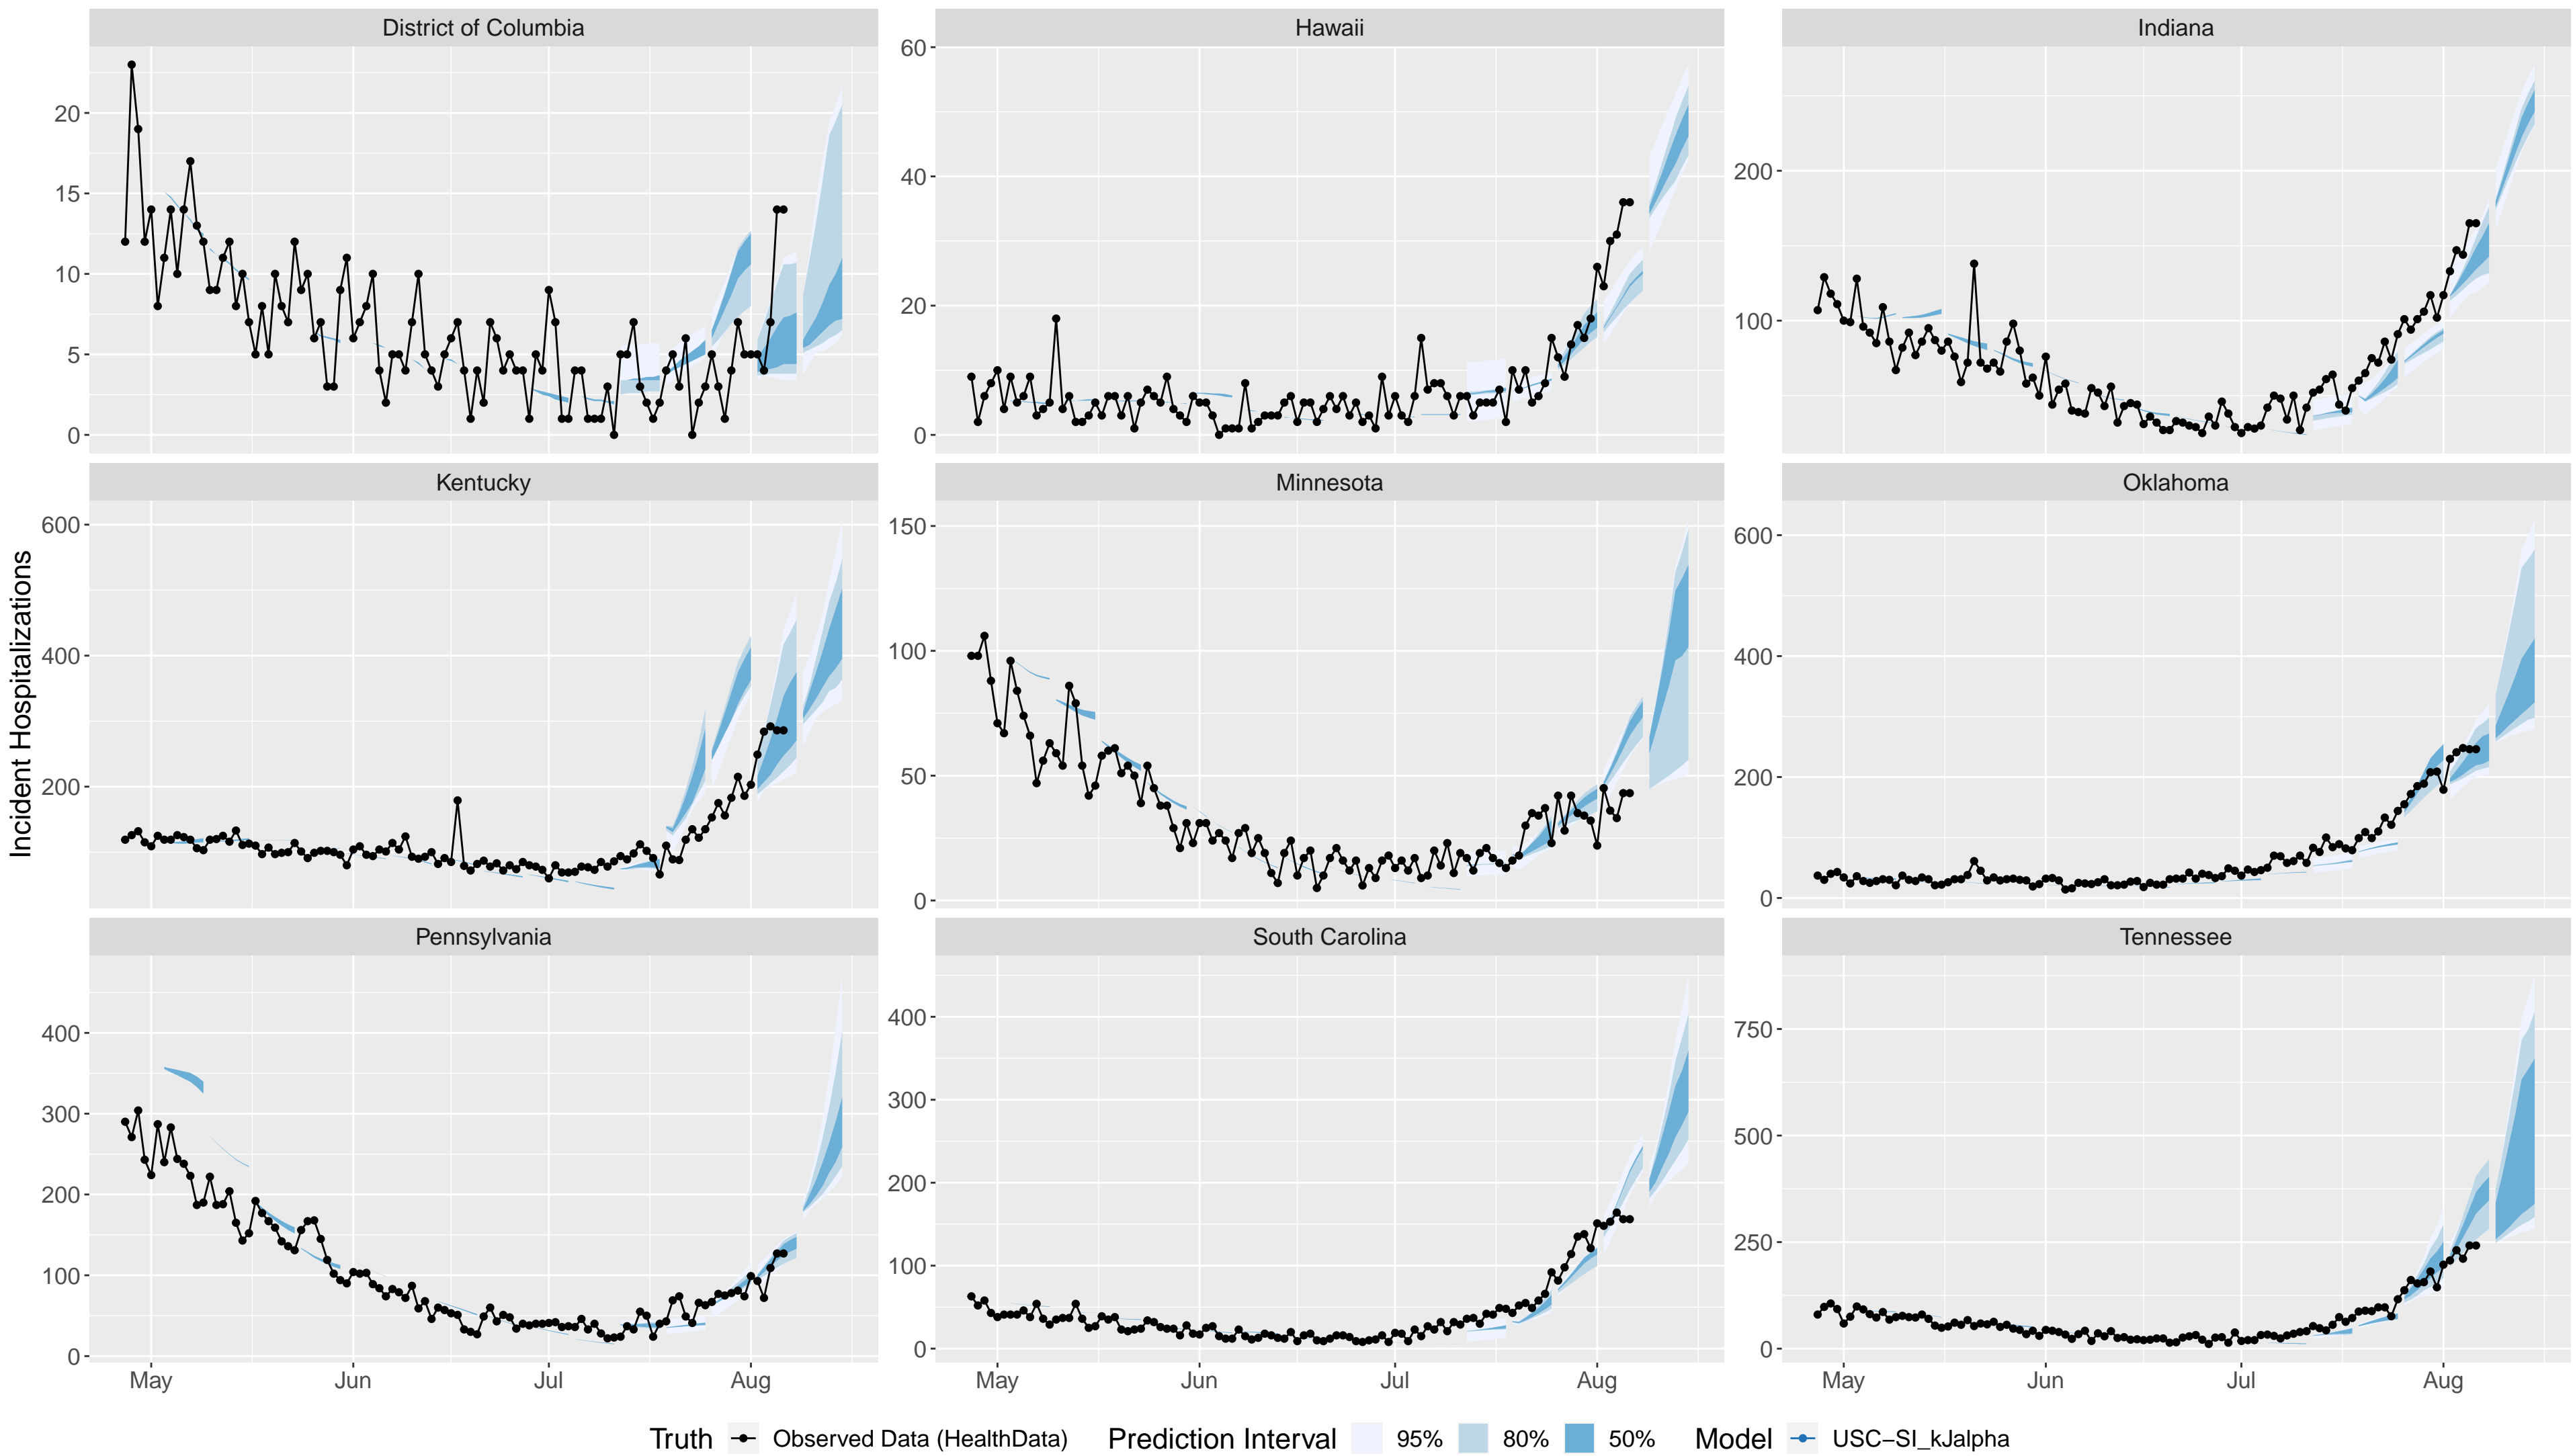 District of Columbia
Hawaii
Indiana
20
15
10
5
0
60
40
20
0
200
100
Kentucky
Minnesota
Oklahoma
Incident Hospitalizations
600
400
200
150
100
50
0
600
400
200
0
Pennsylvania
South Carolina
Tennessee
400
300
200
100
0
400
300
200
100
0
750
500
250
0
May Jun Jul Aug
May Jun Jul Aug
May Jun Jul Aug
Truth Observed Data (HealthData) Prediction Interval 95% 80% 50% Model USC−SI_kJalpha